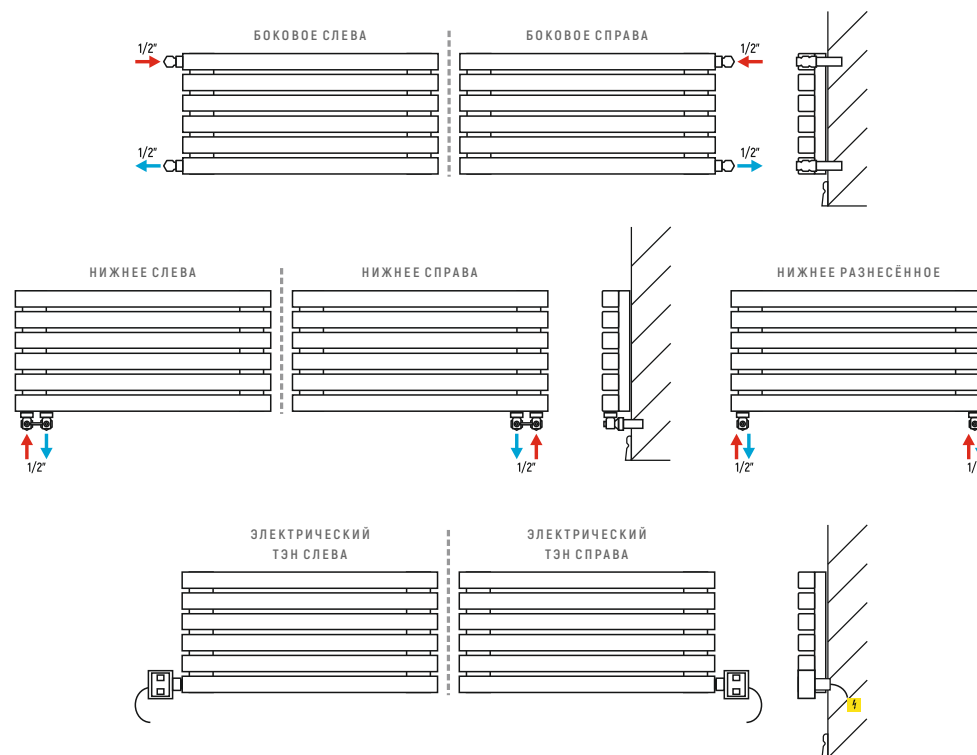 БОКОВОЕ СЛЕВА
БОКОВОЕ СПРАВА
1/2"
1/2"
1/2"
1/2"
НИЖНЕЕ СЛЕВА
НИЖНЕЕ СПРАВА
НИЖНЕЕ РАЗНЕСЁННОЕ
1/2"
1/2"
1/2"
ЭЛЕКТРИЧЕСКИЙ
ТЭН СЛЕВА
ЭЛЕКТРИЧЕСКИЙ
ТЭН СПРАВА